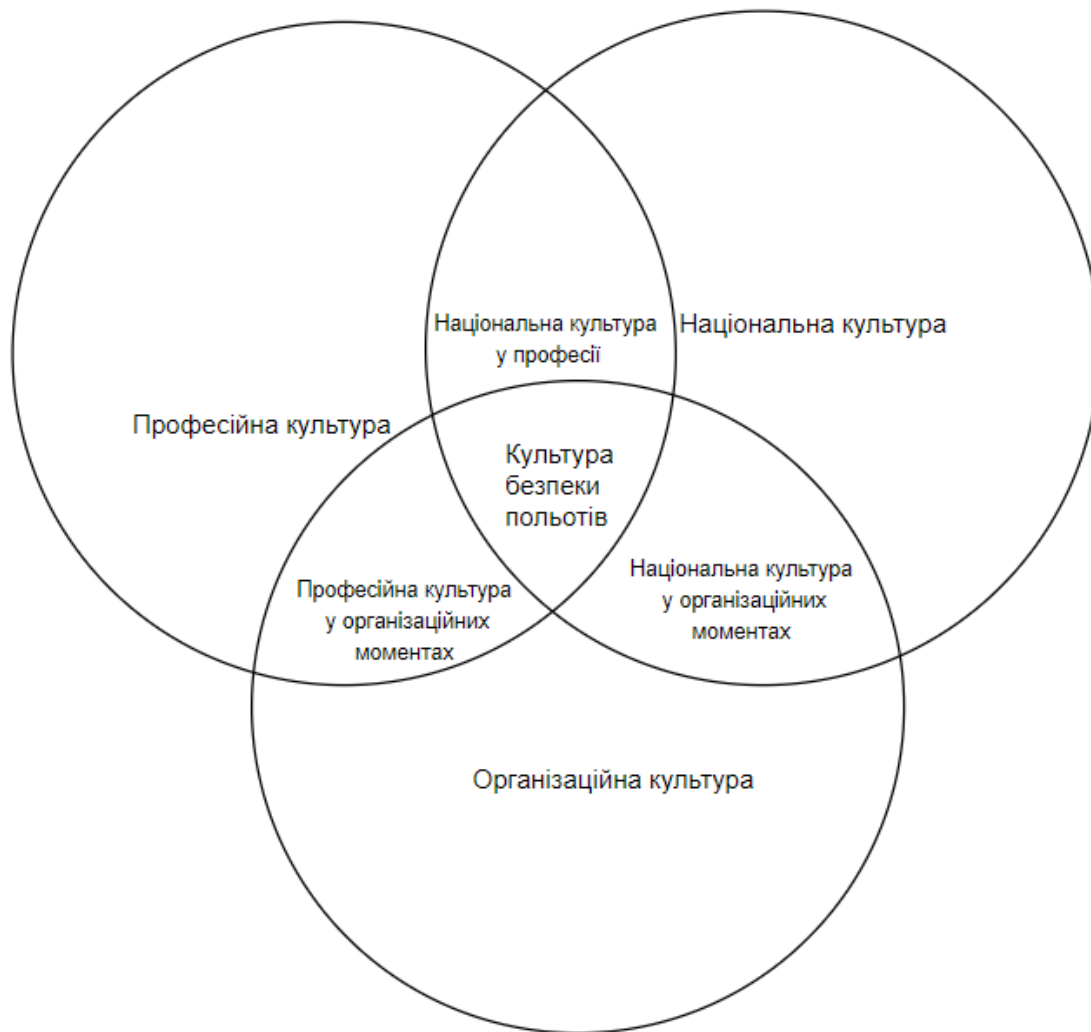 Національна культура
у професії
Національна культура
Професійна культура
Культура
безпеки
польотів
Професійна культура
у організаційних
моментах
Національна культура
у організаційних
моментах
Організаційна культура